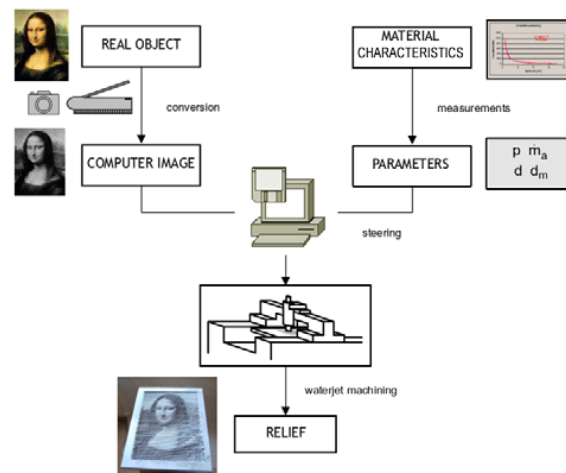 REAL OBJECT
MATERIAL
CHARACTERISTICS
conversion
measurements
COMPUTER IMAGE
PARAMETERS
p ṁa
d dm
steering
waterjet machining
RELIEF